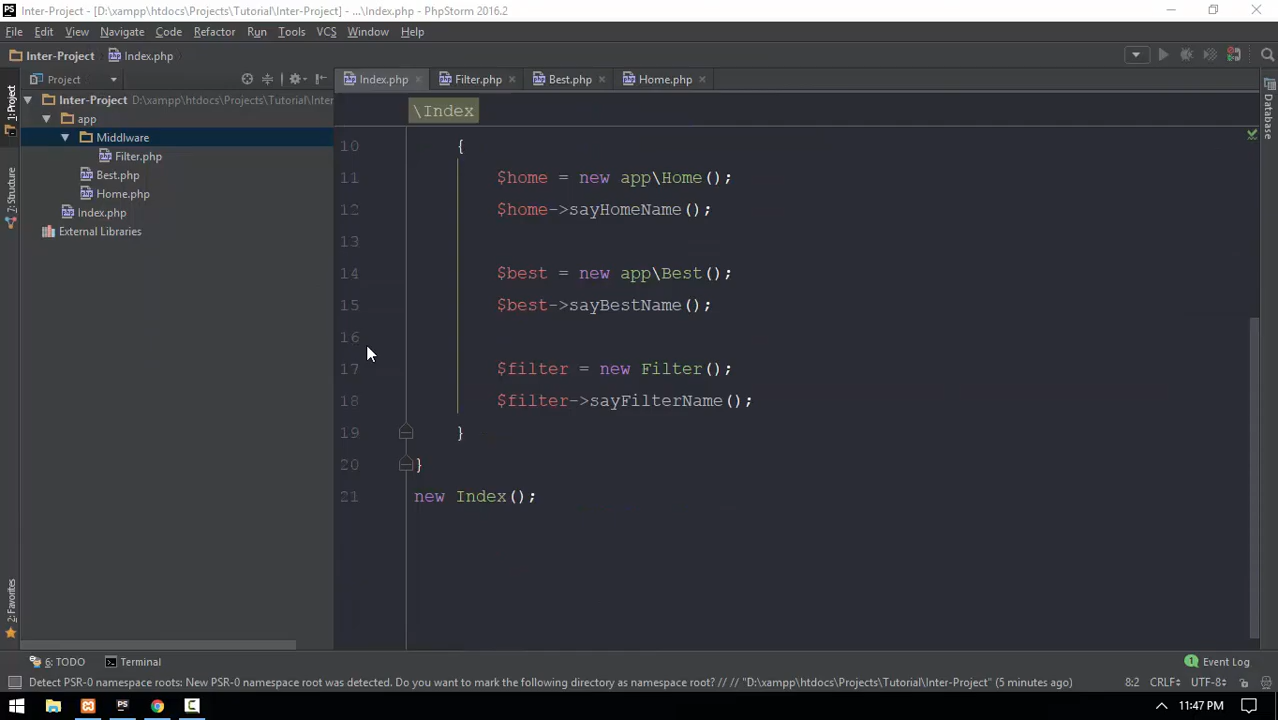 Inter-Project - [D:\xampp\htdocs\Projects\Tutorial\Inter-Project] - ...\Index.php - PhpStorm 2016.2
File Edit View Navigate Code Refactor Run Tools VCS Window Help
Inter-Project Index.php
Project
Index.php Filter.php Best.php Home.php
1: Project
7: Structure
2: Favorites
Database
Inter-Project D:\xampp\htdocs\Projects\Tutorial\Inter
app
Middlware
Filter.php
Best.php
Home.php
Index.php
External Libraries
\Index
10 {
11 $home = new app\Home();
12 $home->sayHomeName();
13
14 $best = new app\Best();
15 $best->sayBestName();
16
17 $filter = new Filter();
18 $filter->sayFilterName();
19 }
20 }
21 new Index();
6: TODO Terminal 1 Event Log
Detect PSR-0 namespace roots: New PSR-0 namespace root was detected. Do you want to mark the following directory as namespace root? // // "D:\xampp\htdocs\Projects\Tutorial\Inter-Project" (5 minutes ago) 8:2 CRLF UTF-8
11:47 PM